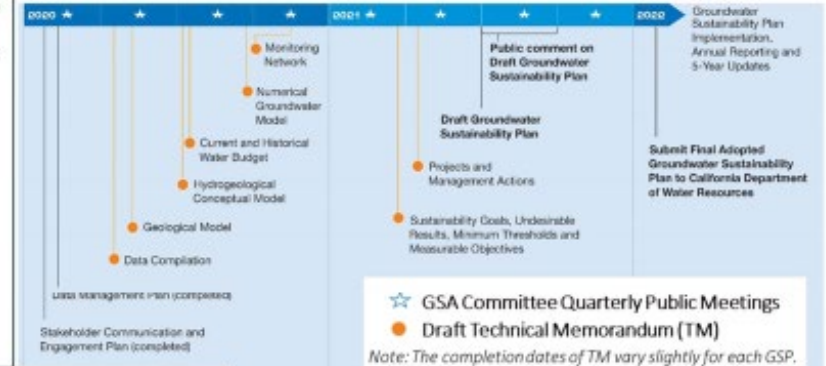 2020
2021
2022
Groundwater
Sustainability Plan
Implementation,
Annual Reporting and
5-Year Updates
Monitoring
Network
Numerical
Groundwater
Model
Current and Historical
Water Budget
Hydrogeological
Conceptual Model
Geological Model
Data Compilation
Data Management Plan (completed)
Stakeholder Communication and
Engagement Plan (completed)
Public comment on
Draft Groundwater
Sustainability Plan
Draft Groundwater
Sustainability Plan
Projects and
Management Actions
Sustainability Goals, Undesirable
Results, Minimum Thresholds and
Measurable Objectives
Submit Final Adopted
Groundwater Sustainability
Plan to California Department
of Water Resources
GSA Committee Quarterly Public Meetings
Draft Technical Memorandum (TM)
Note: The completion dates of TM vary slightly for each GSP.